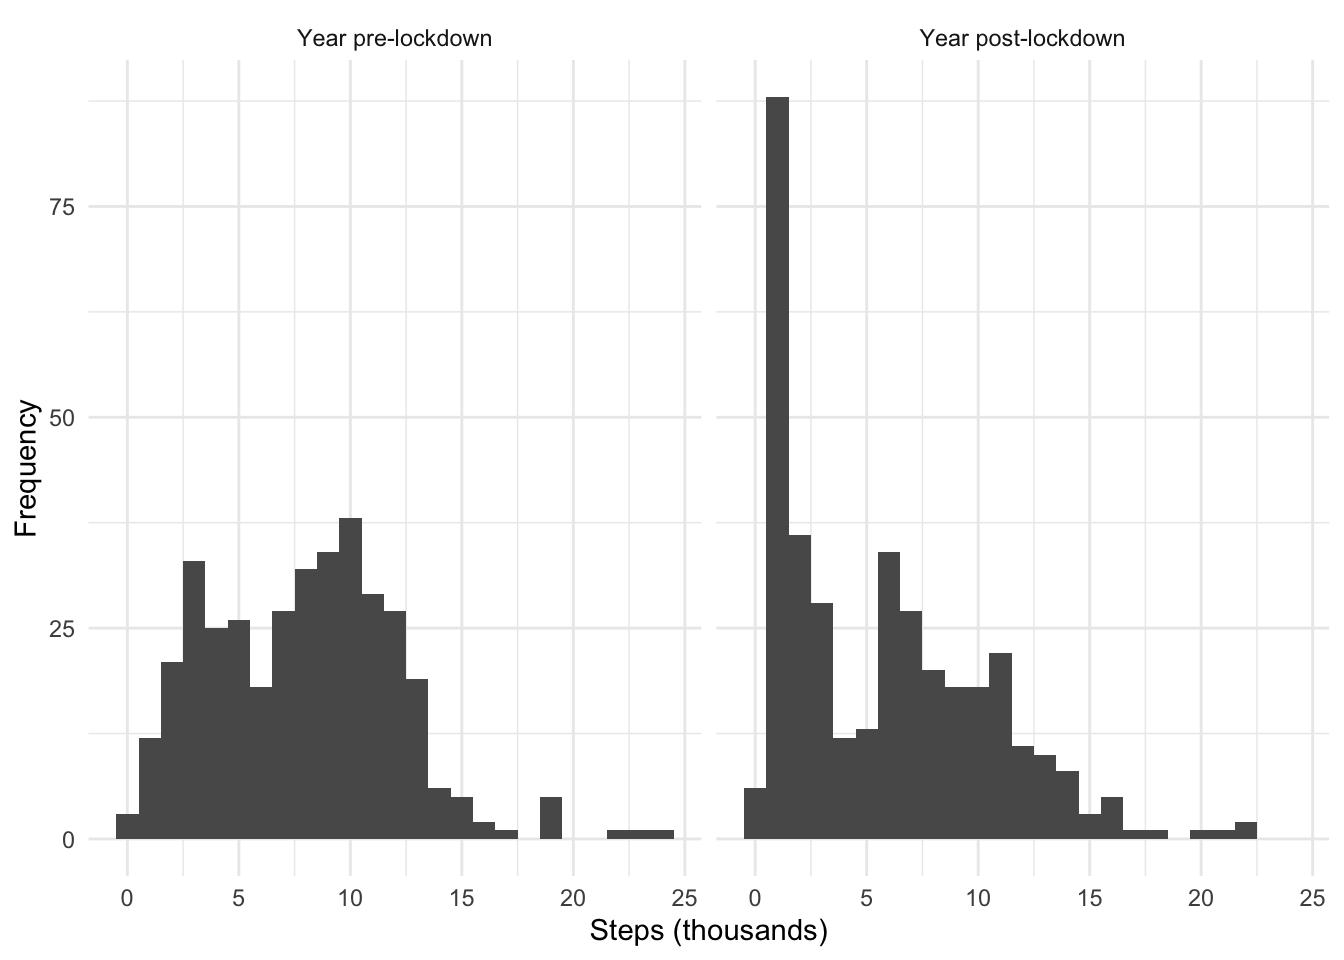 Year pre-lockdown Year post-lockdown
75
50
25
0
Frequency
0 5 10 15 20 25 0 5 10 15 20 25
Steps (thousands)